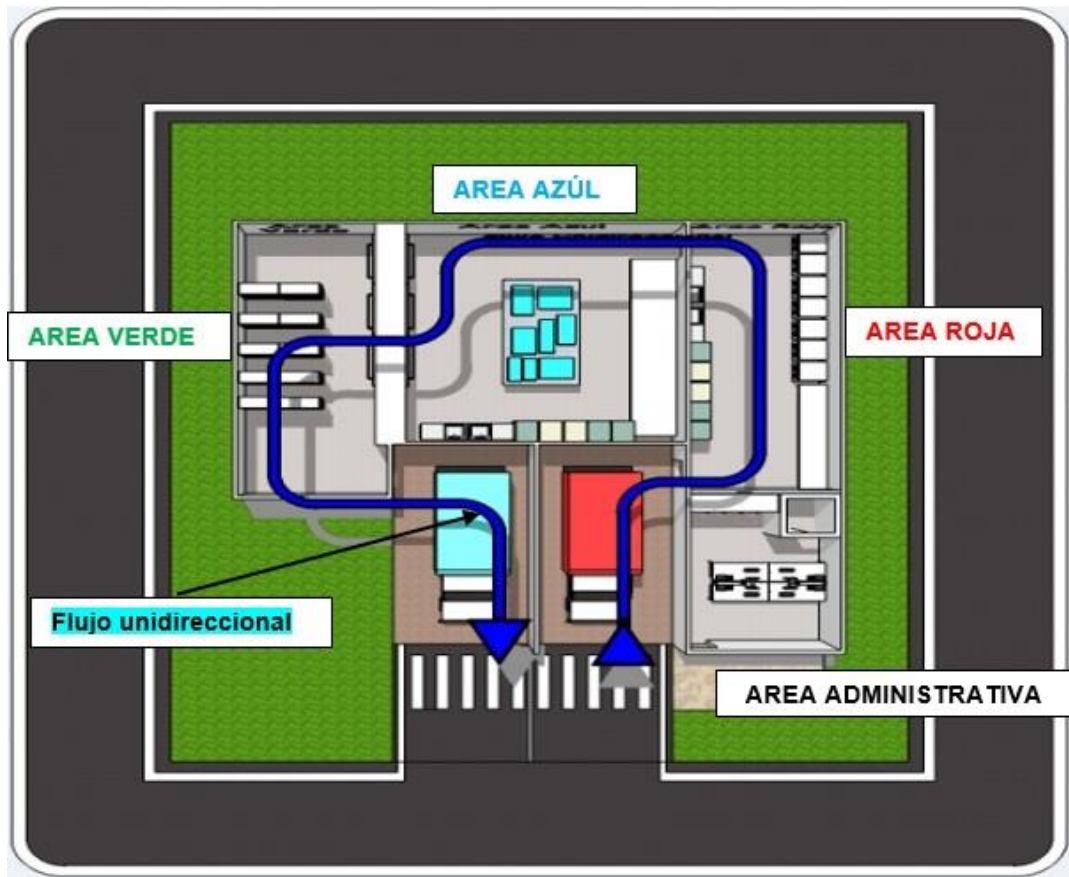 AREA AZÚL
AREA VERDE
AREA ROJA
Flujo unidireccional
AREA ADMINISTRATIVA